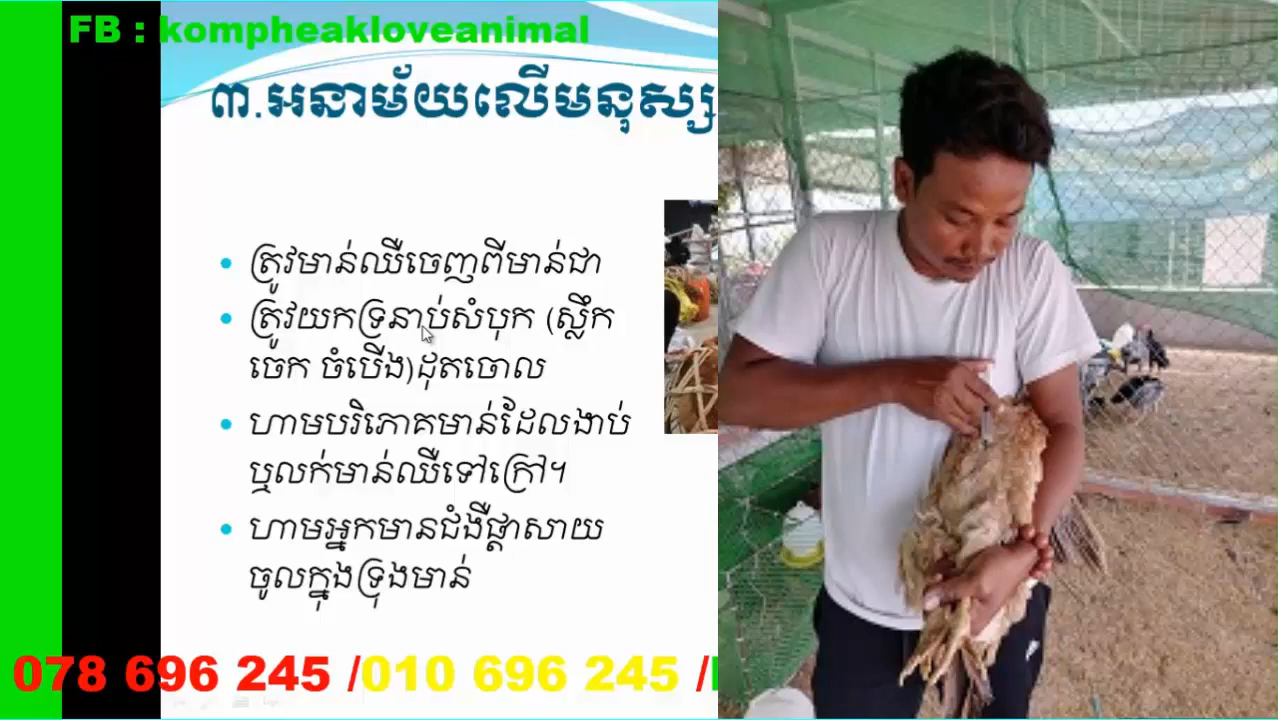 FB : kompheakloveanimal
៣.អនាម័យលើមនុស្ស
• ត្រូវមាន់ឈឺចេញពីមាន់ជា
• ត្រូវយកទ្រនាប់សំបុក (ស្លឹក
ចេក ចំបើង)ដុតចោល
• ហាមបរិភោគមាន់ដែលងាប់
ឬលក់មាន់ឈឺទៅក្រៅ។
• ហាមអ្នកមានជំងឺផ្តាសាយ
ចូលក្នុងទ្រុងមាន់
078 696 245 /010 696 245 /